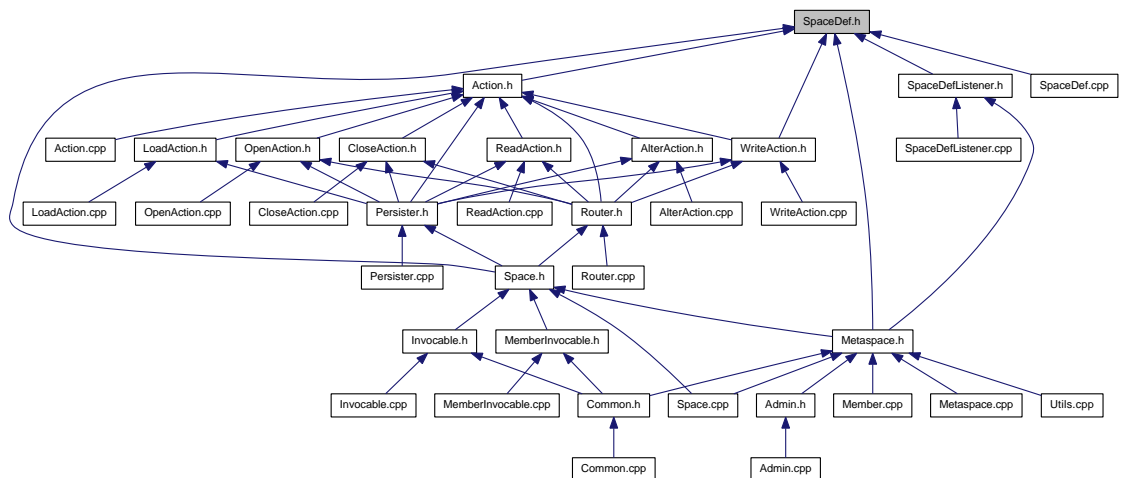 SpaceDef.h
Action.h
SpaceDefListener.h
SpaceDef.cpp
Action.cpp
LoadAction.h
OpenAction.h
CloseAction.h
ReadAction.h
AlterAction.h
WriteAction.h
SpaceDefListener.cpp
LoadAction.cpp
OpenAction.cpp
CloseAction.cpp
Persister.h
ReadAction.cpp
Router.h
AlterAction.cpp
WriteAction.cpp
Persister.cpp
Space.h
Router.cpp
Invocable.h
MemberInvocable.h
Metaspace.h
Invocable.cpp
MemberInvocable.cpp
Common.h
Space.cpp
Admin.h
Member.cpp
Metaspace.cpp
Utils.cpp
Common.cpp
Admin.cpp